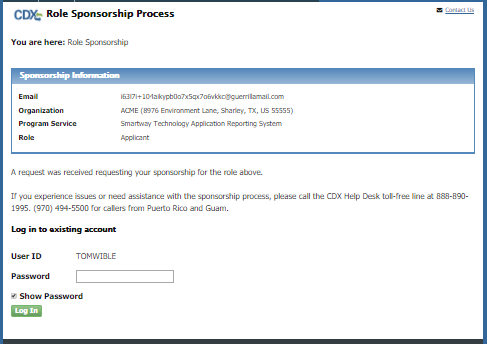 CDX Role Sponsorship Process
Contact Us
You are here: Role Sponsorship
Sponsorship Information
Email i63l7i+104aikypb0o7x5qx7o6vkkc@guerrillamail.com
Organization ACME (8976 Environment Lane, Sharley, TX, US 55555)
Program Service Smartway Technology Application Reporting System
Role Applicant
A request was received requesting your sponsorship for the role above.
If you experience issues or need assistance with the sponsorship process, please call the CDX Help Desk toll-free line at 888-890-
1995. (970) 494-5500 for callers from Puerto Rico and Guam.
Log in to existing account
User ID TOMWIBLE
Password
Show Password
Log In